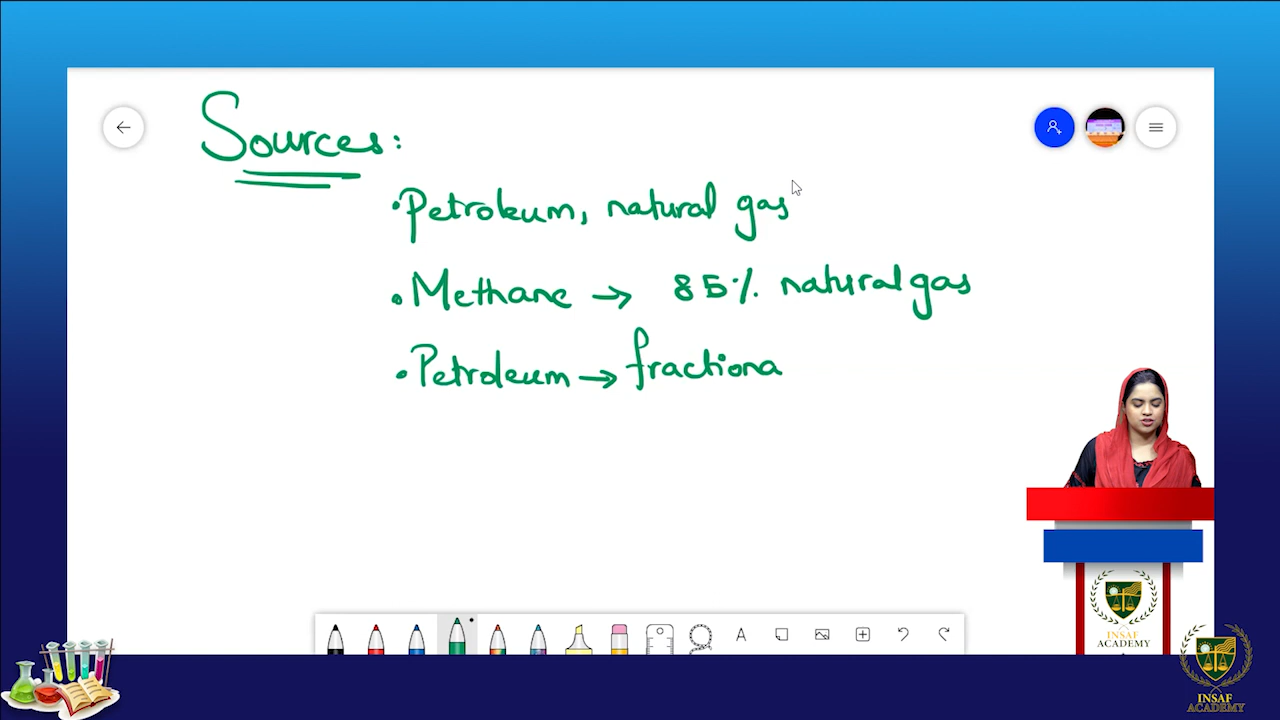 Sources:
• Petroleum, natural gas
• Methane → 85% natural gas
• Petroleum → fractiona
INSAF
ACADEMY
INSAF
ACADEMY